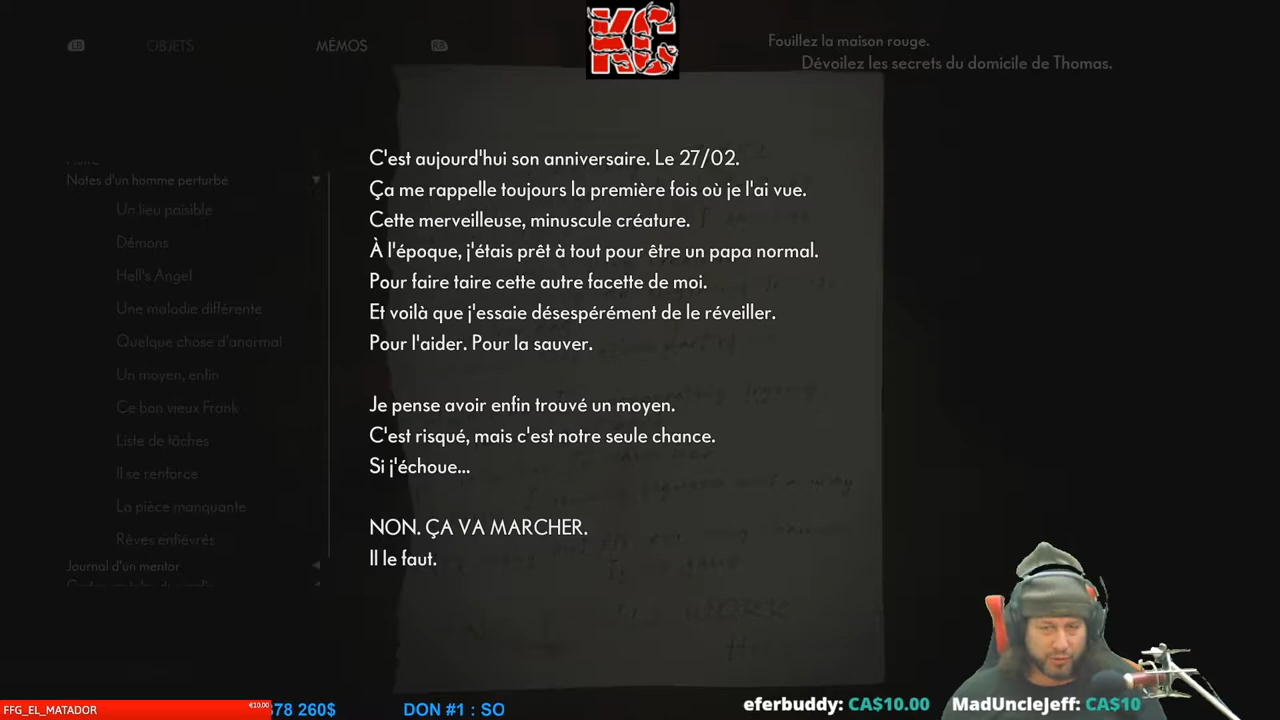 LB
OBJETS
MÉMOS
RB
KC
Fouillez la maison rouge.
Dévoilez les secrets du domicile de Thomas.
Notes d'un homme perturbé
Un lieu paisible
Démons
Hell's Angel
Une maladie différente
Quelque chose d'anormal
Un moyen, enfin
Ce bon vieux Frank
Liste de tâches
Il se renforce
La pièce manquante
Rêves enfiévrés
Journal d'un mentor
C'est aujourd'hui son anniversaire. Le 27/02.
Ça me rappelle toujours la première fois où je l'ai vue.
Cette merveilleuse, minuscule créature.
À l'époque, j'étais prêt à tout pour être un papa normal.
Pour faire taire cette autre facette de moi.
Et voilà que j'essaie désespérément de le réveiller.
Pour l'aider. Pour la sauver.
Je pense avoir enfin trouvé un moyen.
C'est risqué, mais c'est notre seule chance.
Si j'échoue...
NON. ÇA VA MARCHER.
Il le faut.
FFG_EL_MATADOR
€10.00
78 260$
DON #1 : SO
eferbuddy: CA$10.00
MadUncleJeff: CA$10